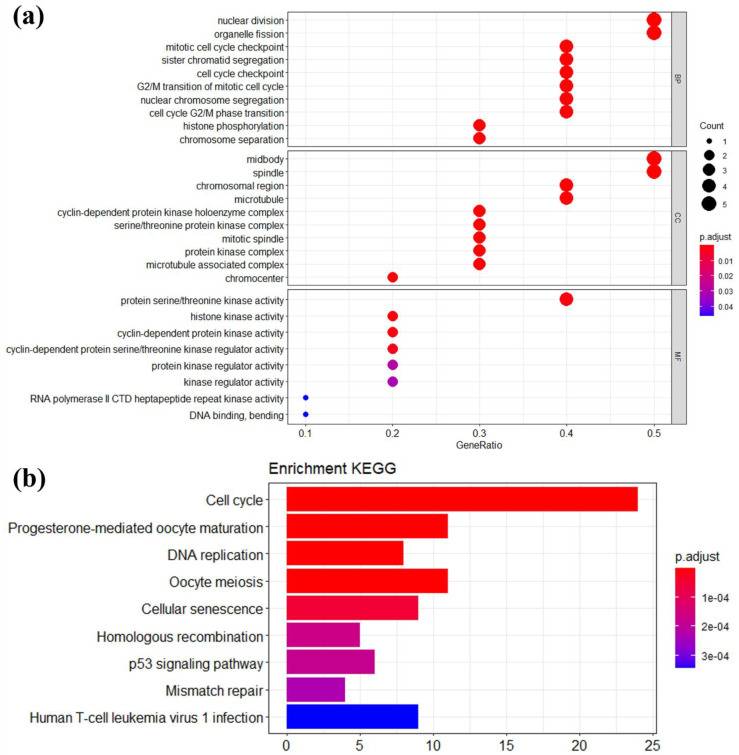 (a)
nuclear division
organelle fission
mitotic cell cycle checkpoint
sister chromatid segregation
cell cycle checkpoint
G2/M transition of mitotic cell cycle
nuclear chromosome segregation
cell cycle G2/M phase transition
histone phosphorylation
chromosome separation
BP
midbody
spindle
chromosomal region
microtubule
cyclin-dependent protein kinase holoenzyme complex
serine/threonine protein kinase complex
mitotic spindle
protein kinase complex
microtubule associated complex
chromocenter
CC
protein serine/threonine kinase activity
histone kinase activity
cyclin-dependent protein kinase activity
cyclin-dependent protein serine/threonine kinase regulator activity
protein kinase regulator activity
kinase regulator activity
RNA polymerase II CTD heptapeptide repeat kinase activity
DNA binding, bending
MF
0.1 0.2 0.3 0.4 0.5
GeneRatio
Count
1
2
3
4
5
p.adjust
0.01
0.02
0.03
0.04
(b)
Enrichment KEGG
Cell cycle
Progesterone-mediated oocyte maturation
DNA replication
Oocyte meiosis
Cellular senescence
Homologous recombination
p53 signaling pathway
Mismatch repair
Human T-cell leukemia virus 1 infection
0 5 10 15 20 25
p.adjust
1e-04
2e-04
3e-04